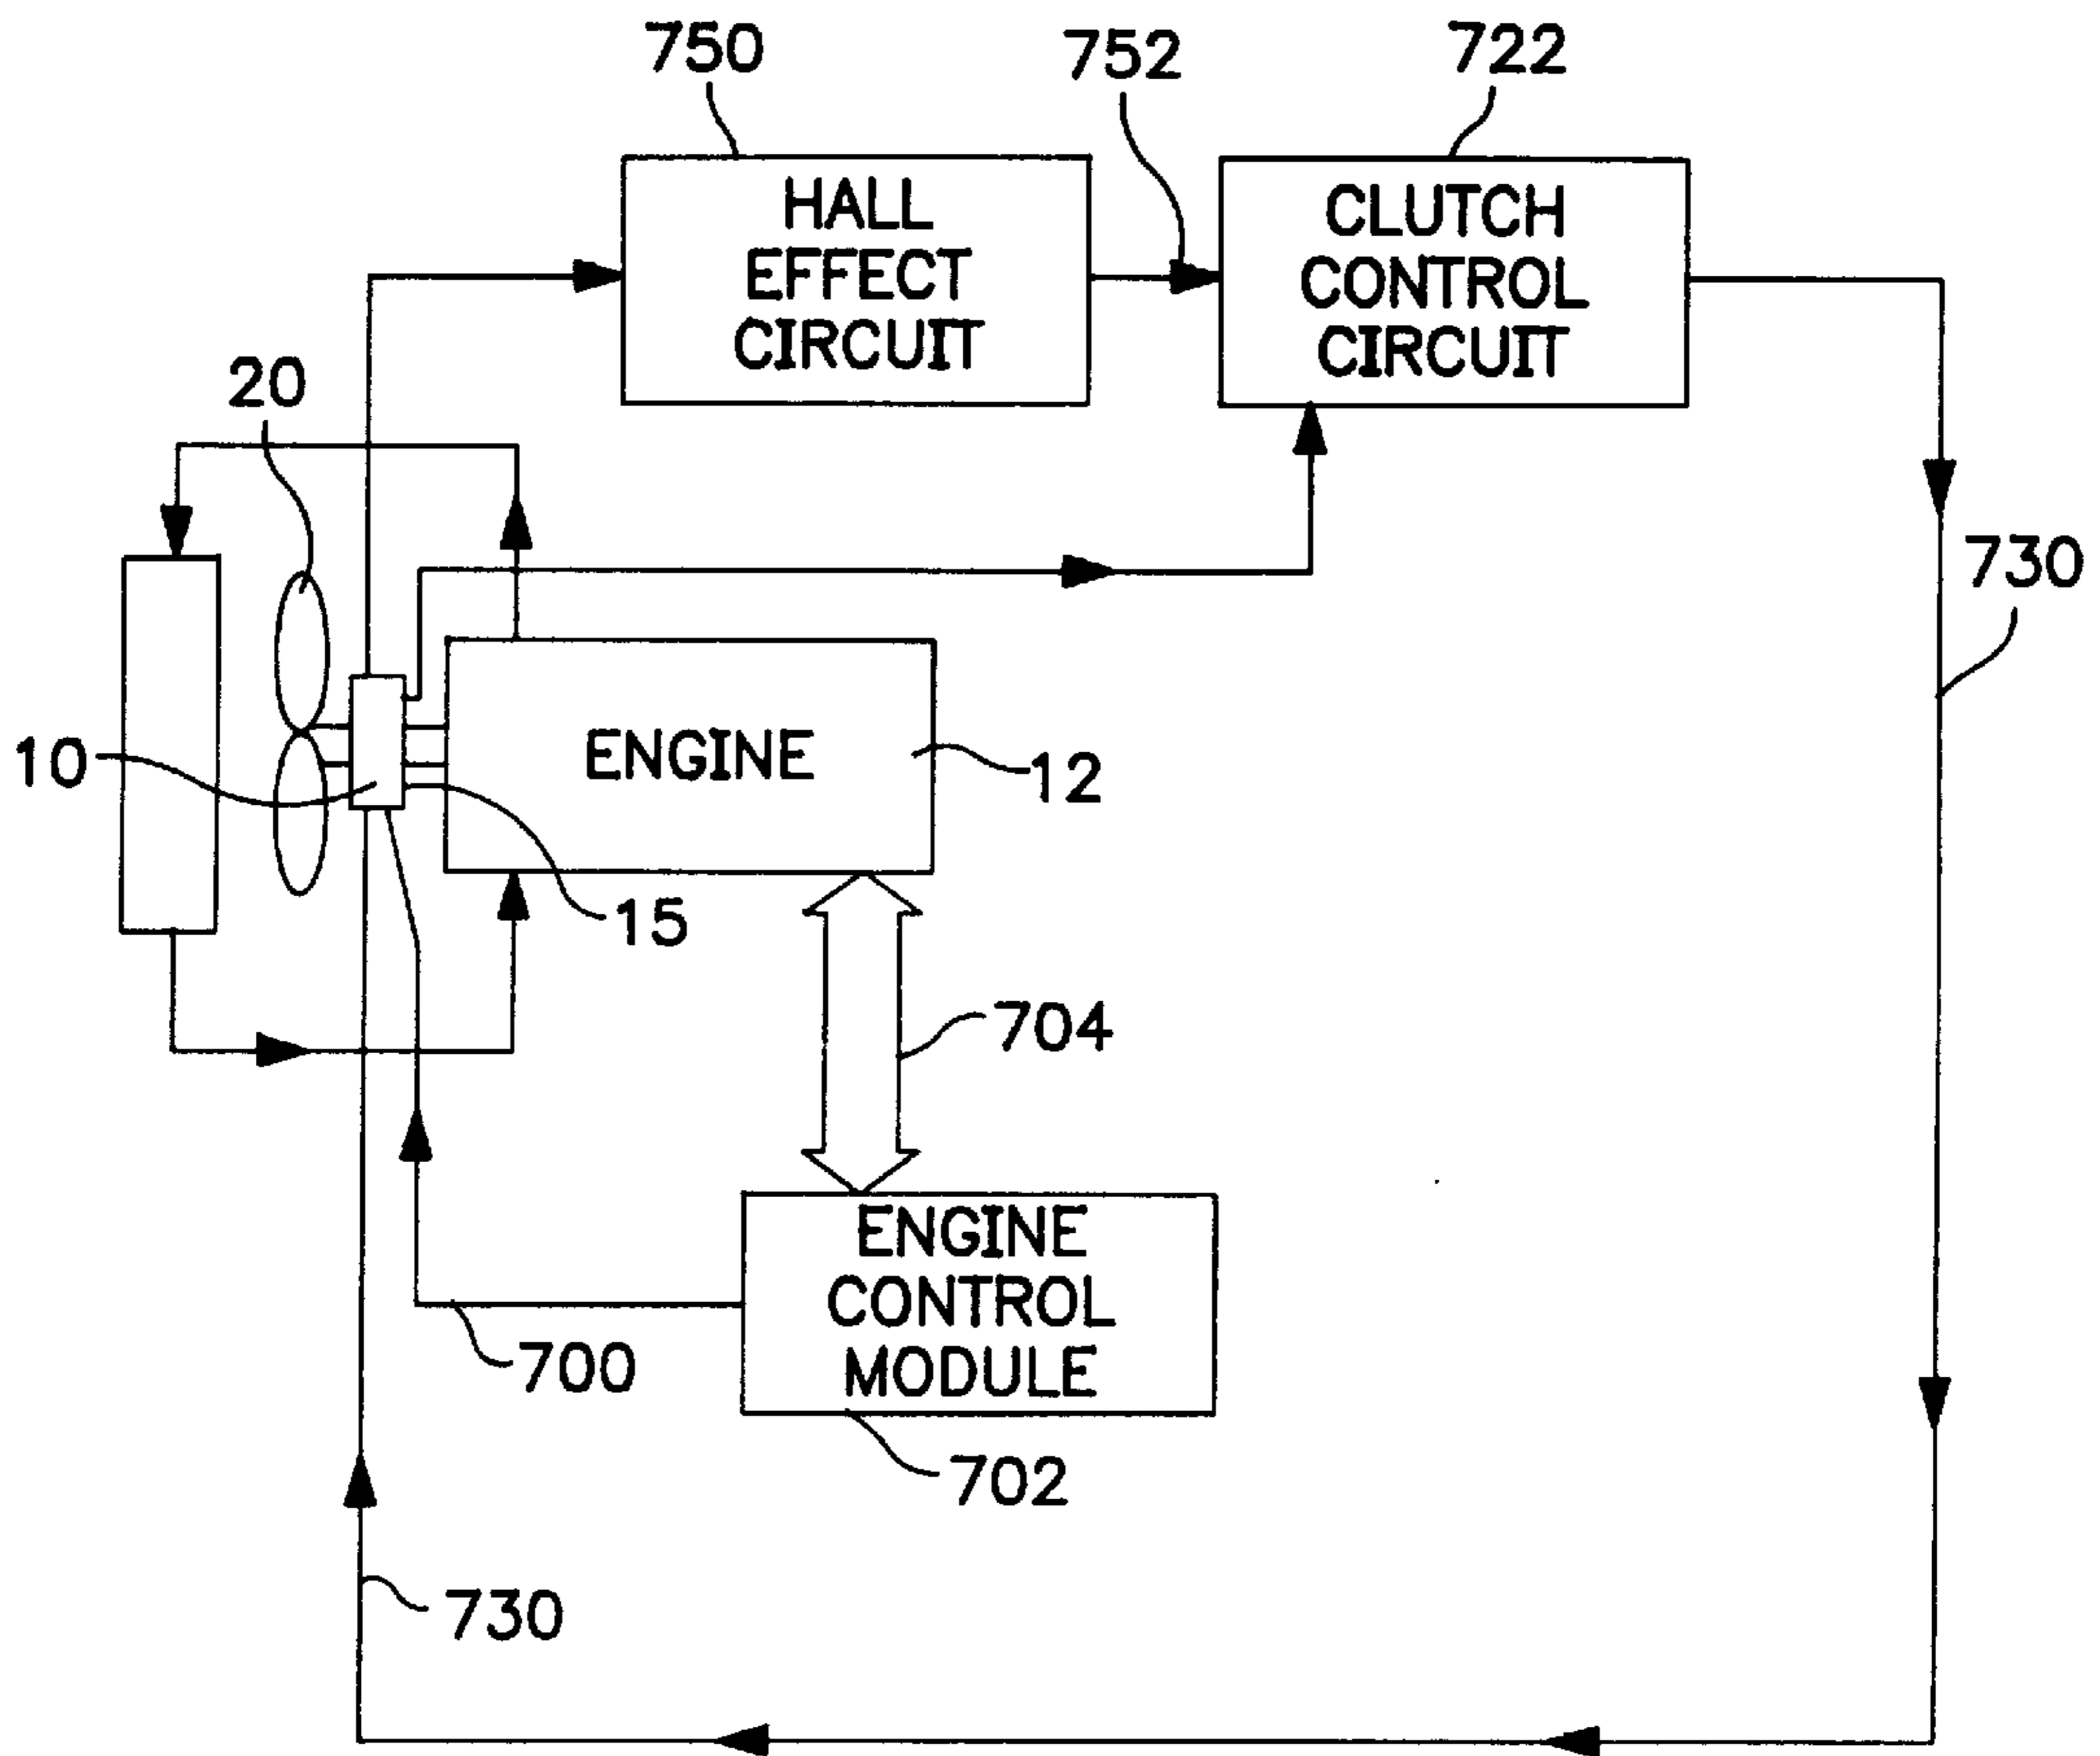 750
752
722
HALL
EFFECT
CIRCUIT
CLUTCH
CONTROL
CIRCUIT
20
730
10
ENGINE
12
15
704
ENGINE
CONTROL
MODULE
700
702
730